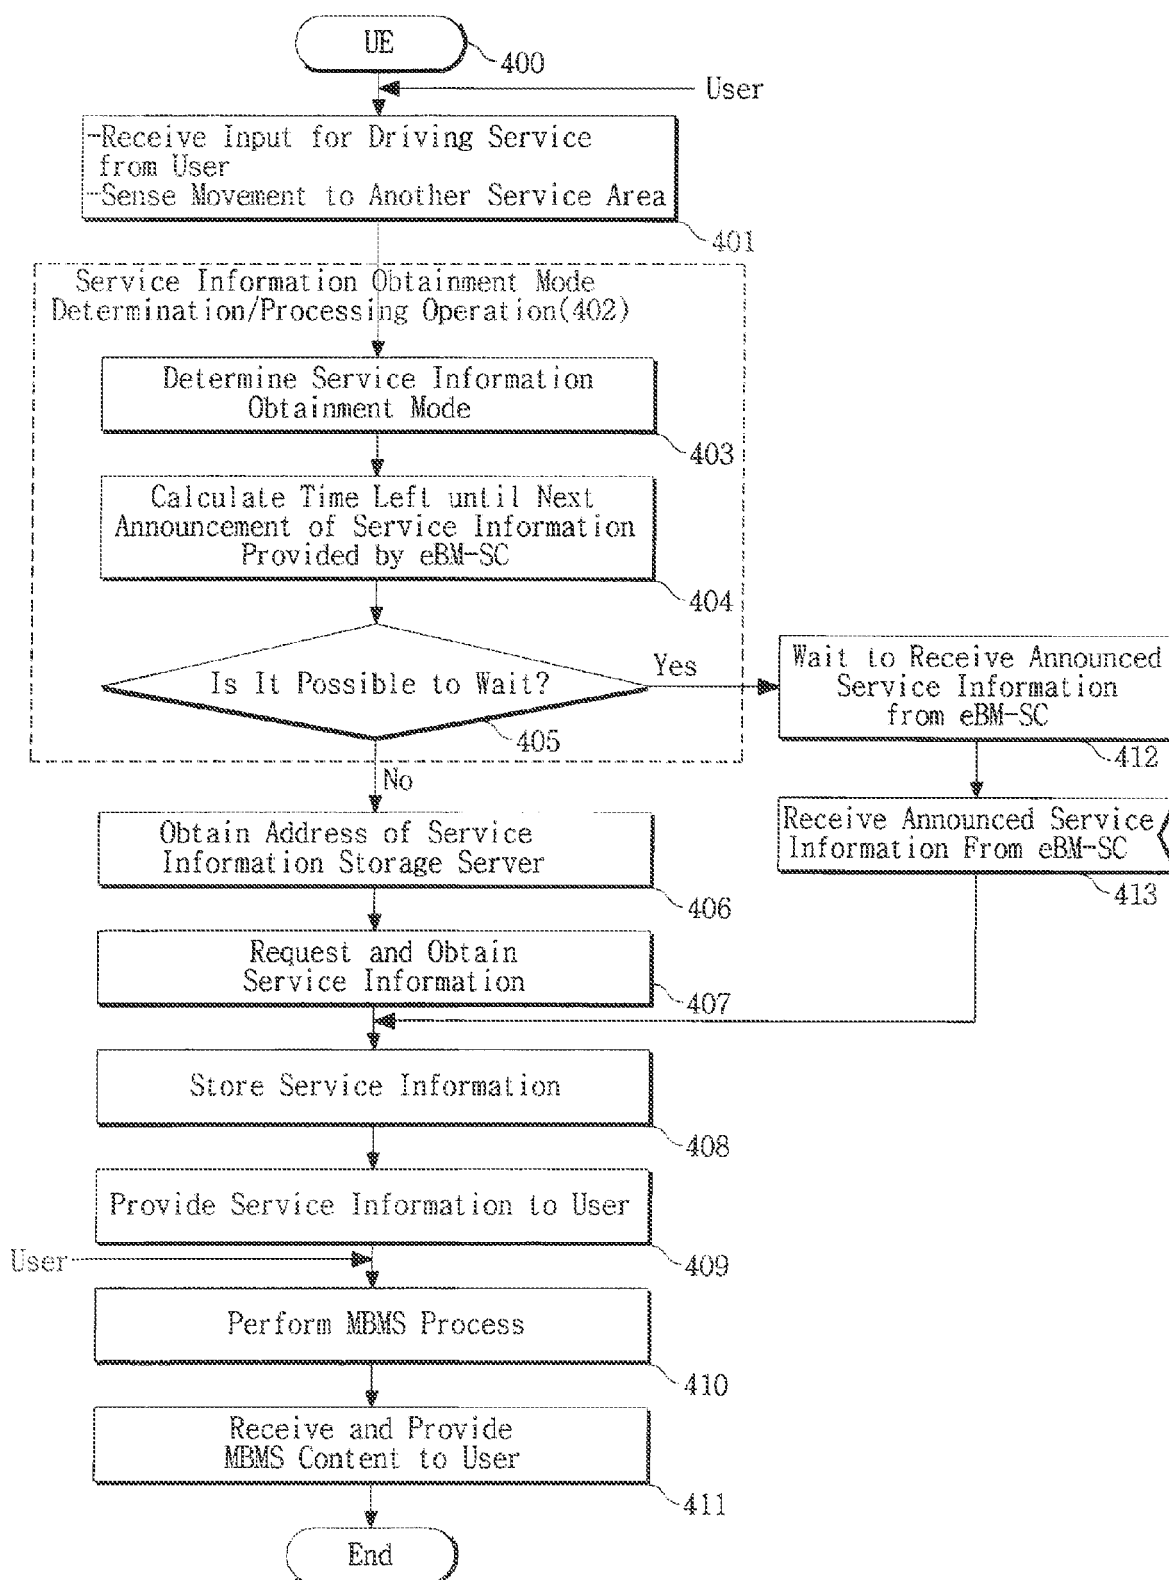 UE
400
User
-Receive Input for Driving Service
from User
-Sense Movement to Another Service Area
401
Service Information Obtainment Mode
Determination/Processing Operation(402)
Determine Service Information
Obtainment Mode
403
Calculate Time Left until Next
Announcement of Service Information
Provided by eBM-SC
404
Is It Possible to Wait?
Yes
405
No
Wait to Receive Announced
Service Information
from eBM-SC
412
Receive Announced Service
Information From eBM-SC
413
Obtain Address of Service
Information Storage Server
406
Request and Obtain
Service Information
407
Store Service Information
408
Provide Service Information to User
409
User
Perform MBMS Process
410
Receive and Provide
MBMS Content to User
411
End